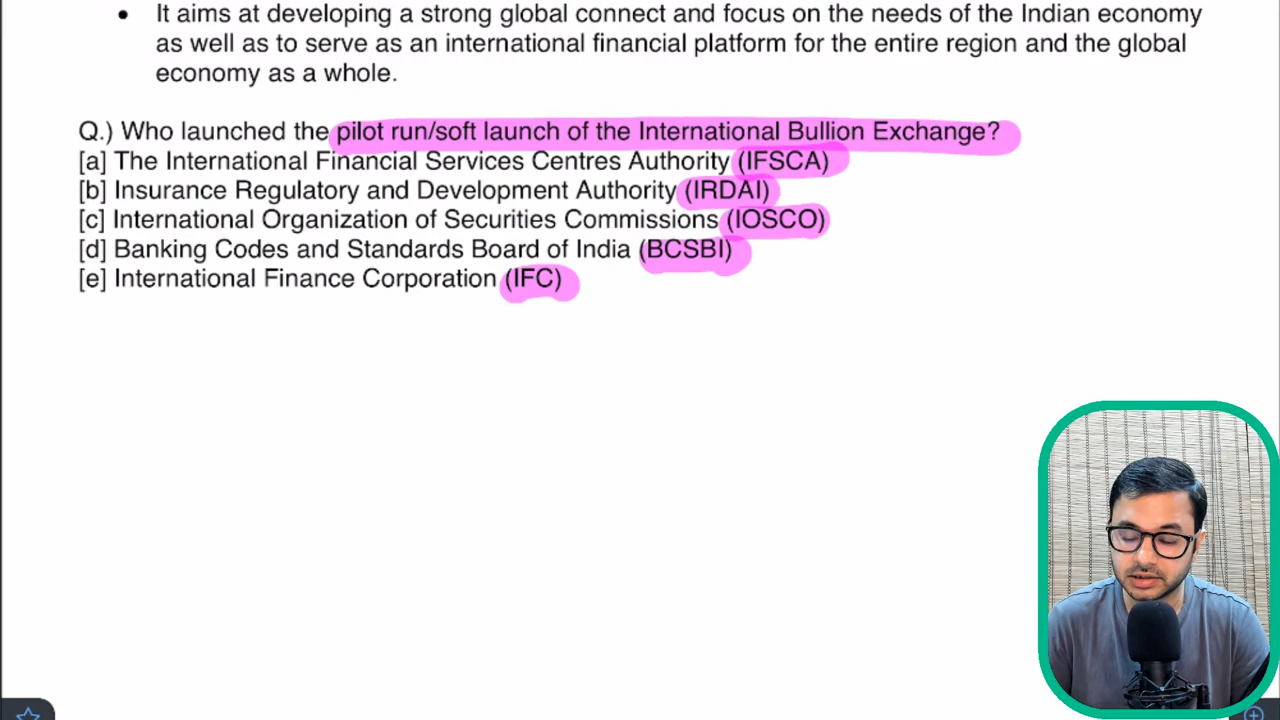 • It aims at developing a strong global connect and focus on the needs of the Indian economy
as well as to serve as an international financial platform for the entire region and the global
economy as a whole.
Q.) Who launched the pilot run/soft launch of the International Bullion Exchange?
[a] The International Financial Services Centres Authority (IFSCA)
[b] Insurance Regulatory and Development Authority (IRDAI)
[c] International Organization of Securities Commissions (IOSCO)
[d] Banking Codes and Standards Board of India (BCSBI)
[e] International Finance Corporation (IFC)